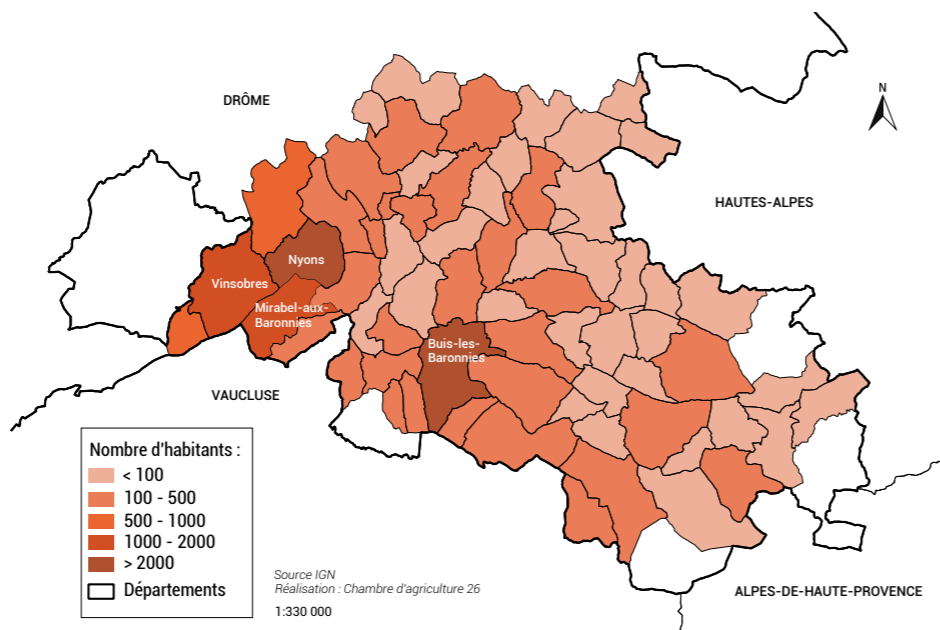 DRÔME
N
HAUTES-ALPES
Nyons
Vinsobres
Mirabel-aux-
Baronnies
Buis-les-
Baronnies
VAUCLUSE
Nombre d'habitants :
< 100
100 - 500
500 - 1000
1000 - 2000
> 2000
Départements
Source IGN
Réalisation : Chambre d'agriculture 26
1:330 000
ALPES-DE-HAUTE-PROVENCE